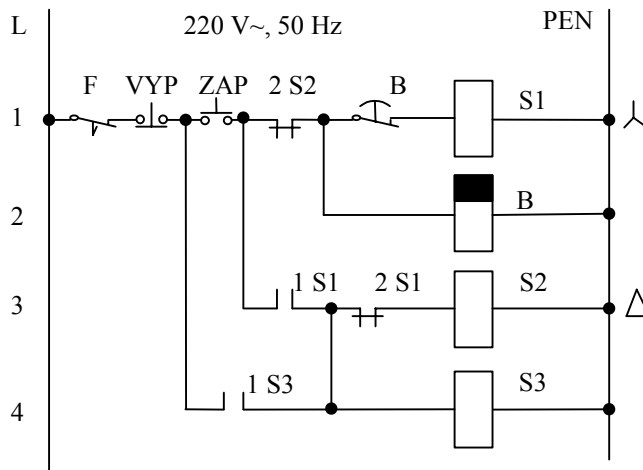 L 220 V~, 50 Hz PEN
F VYP ZAP 2 S2 B S1
1
2 B
3 1 S1 2 S1 S2
1 S3 S3
4